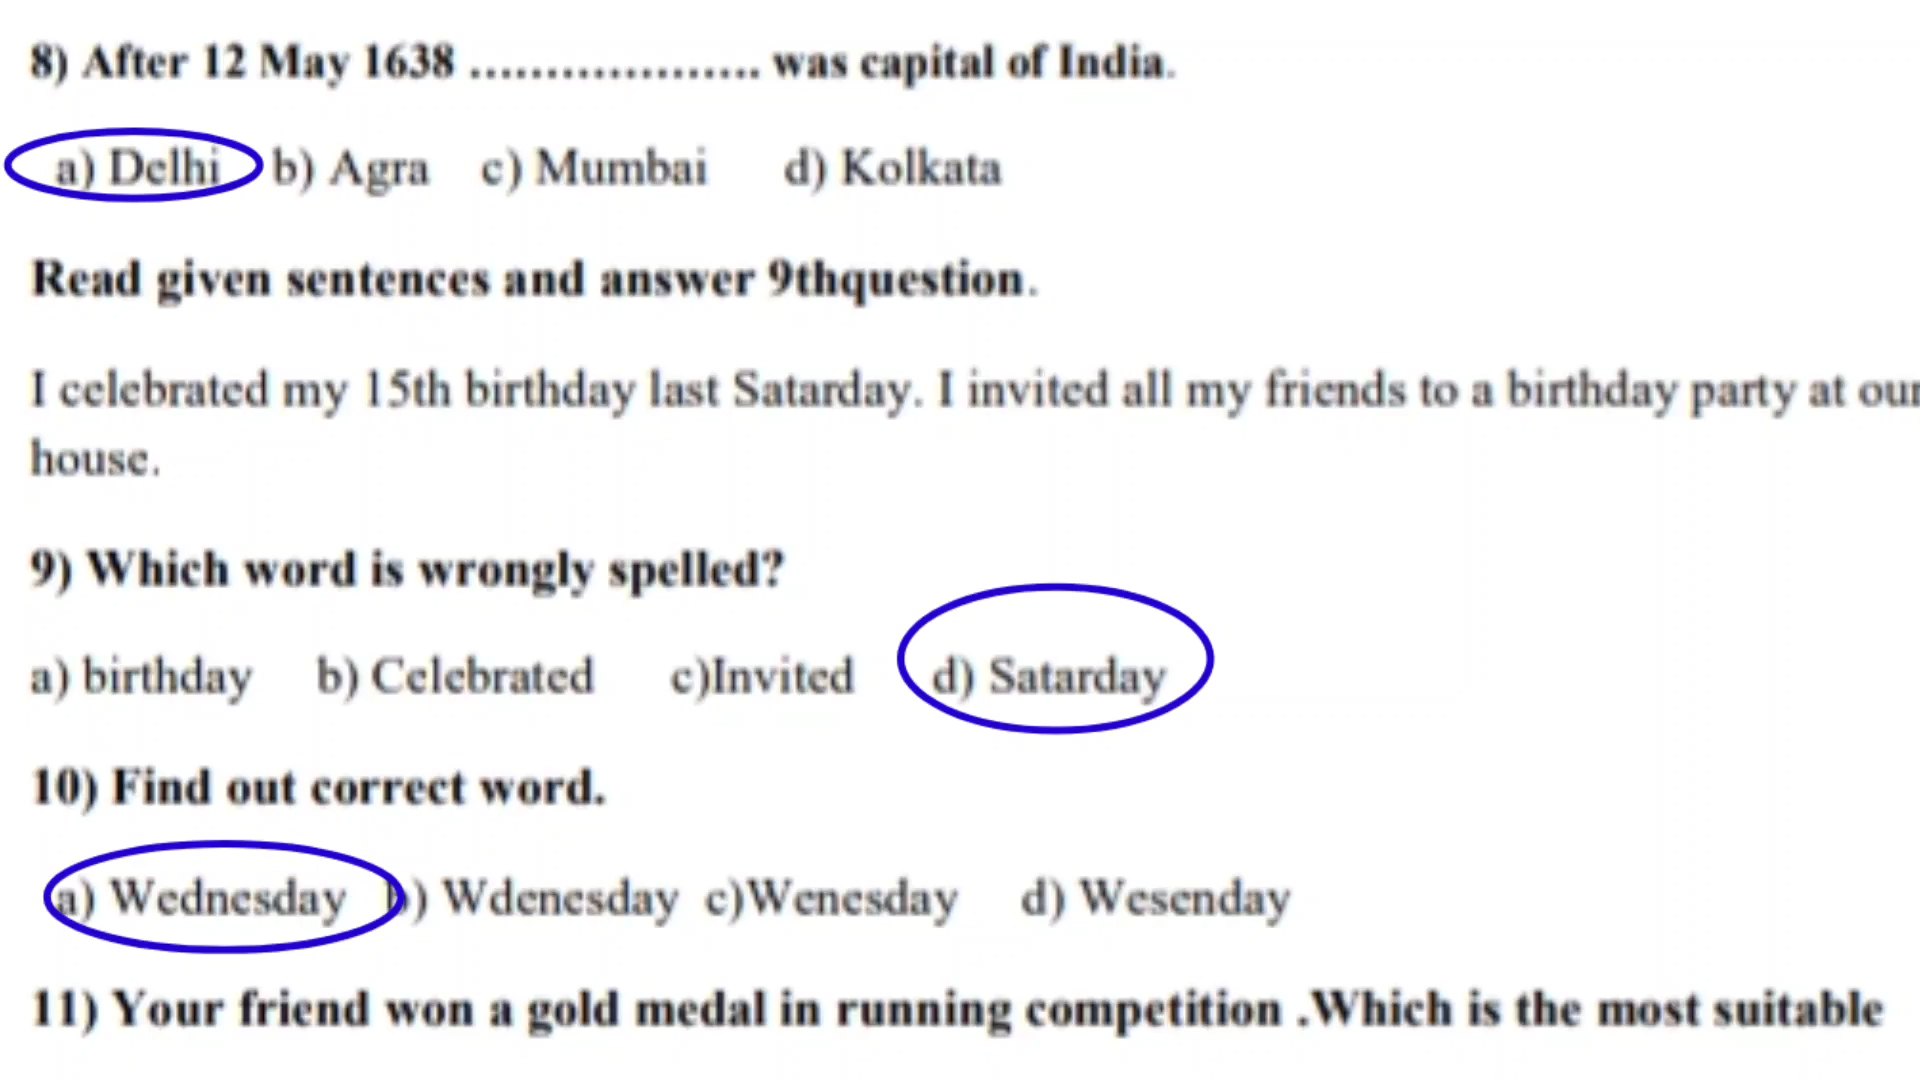 8) After 12 May 1638 ................... was capital of India.
a) Delhi b) Agra c) Mumbai d) Kolkata
Read given sentences and answer 9thquestion.
I celebrated my 15th birthday last Satarday. I invited all my friends to a birthday party at our
house.
9) Which word is wrongly spelled?
a) birthday b) Celebrated c)Invited d) Satarday
10) Find out correct word.
a) Wednesday b) Wdenesday c)Wenesday d) Wesenday
11) Your friend won a gold medal in running competition .Which is the most suitable